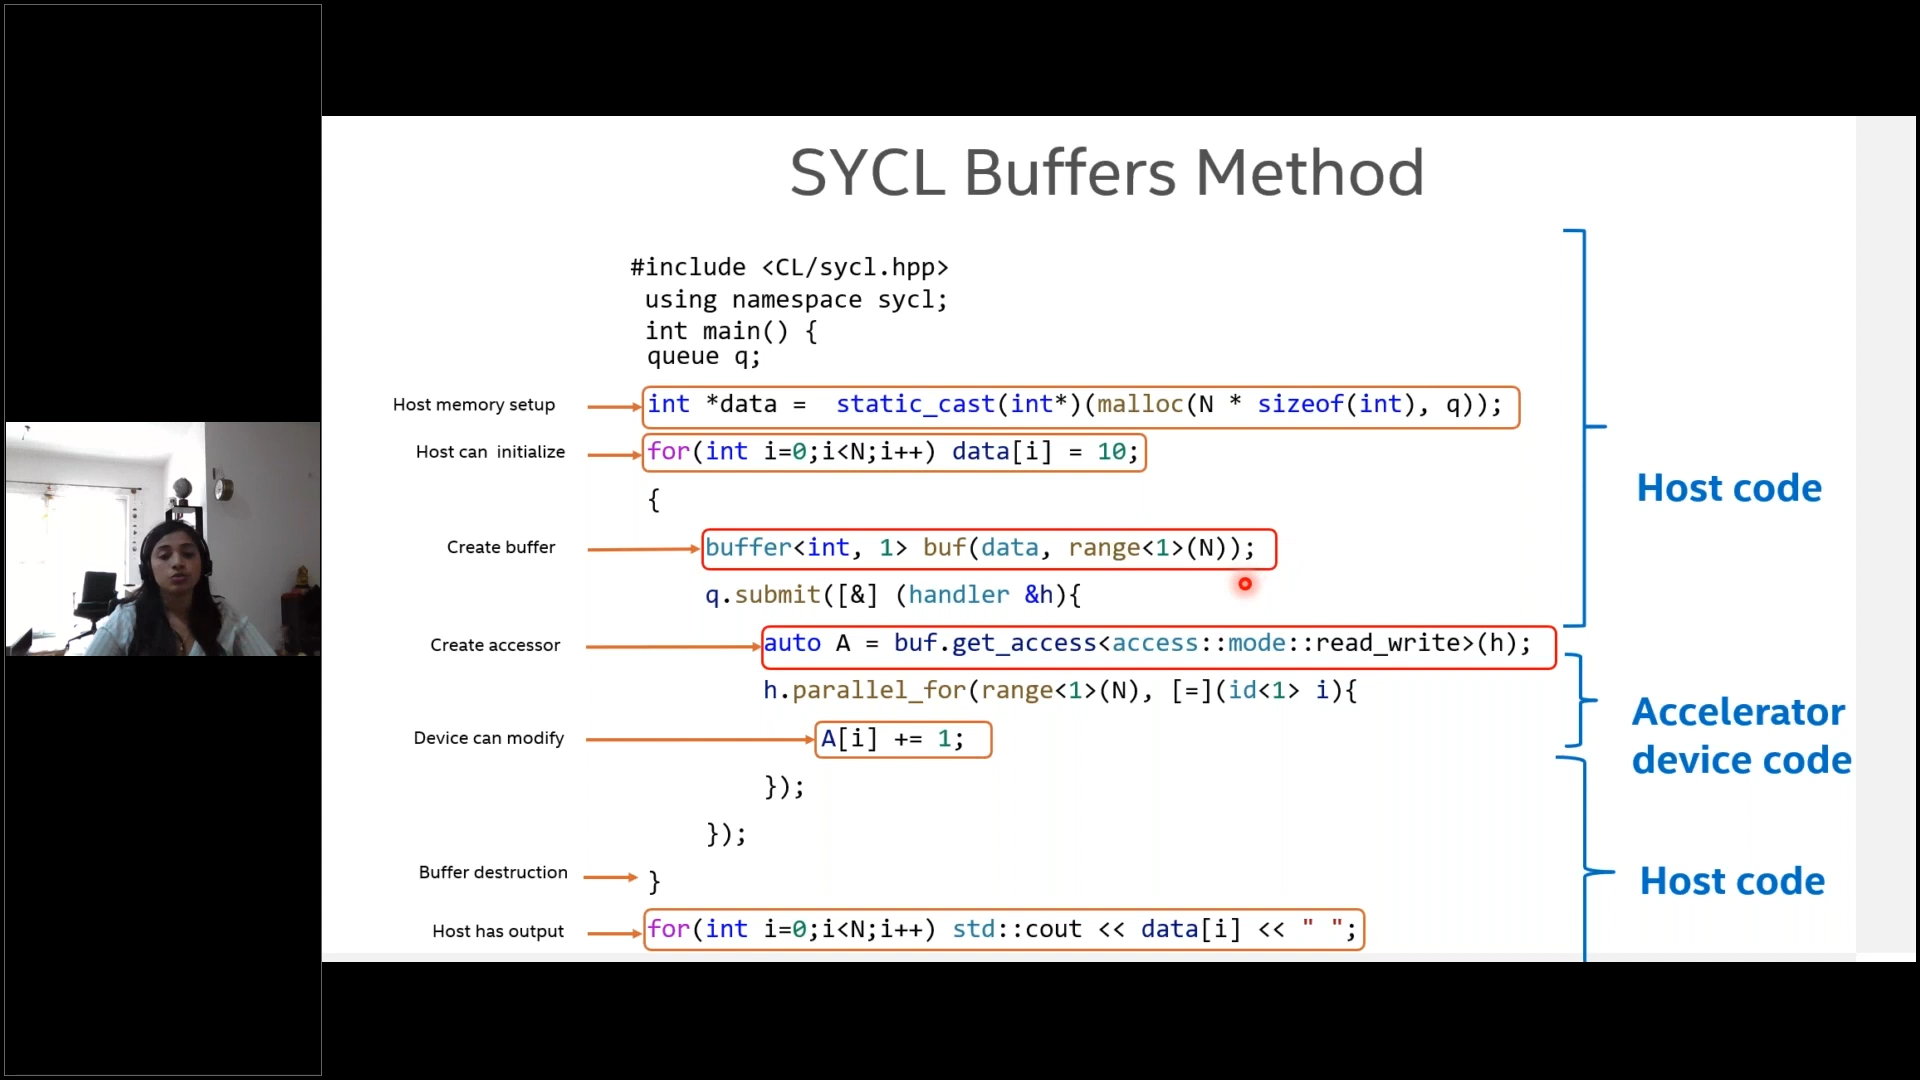 SYCL Buffers Method
#include <CL/sycl.hpp>
using namespace sycl;
int main() {
queue q;
Host memory setup
int *data =  static_cast(int*)(malloc(N * sizeof(int), q));
Host can initialize
for(int i=0;i<N;i++) data[i] = 10;
{
Host code
Create buffer
buffer<int, 1> buf(data, range<1>(N));
q.submit([&] (handler &h){
Create accessor
auto A = buf.get_access<access::mode::read_write>(h);
h.parallel_for(range<1>(N), [=](id<1> i){
Accelerator
device code
Device can modify
A[i] += 1;
});
});
Buffer destruction
}
Host code
Host has output
for(int i=0;i<N;i++) std::cout << data[i] << " ";